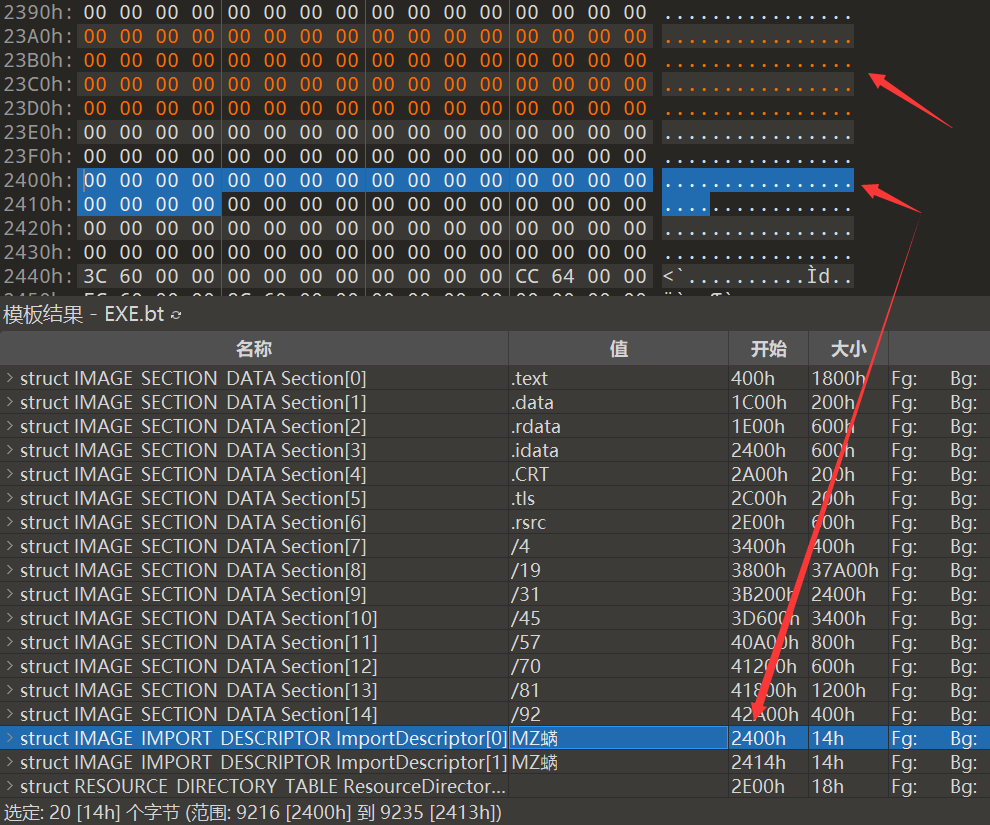 2390h: 00 00 00 00 00 00 00 00 00 00 00 00 00 00 00 00 ................
23A0h: 00 00 00 00 00 00 00 00 00 00 00 00 00 00 00 00 ................
23B0h: 00 00 00 00 00 00 00 00 00 00 00 00 00 00 00 00 ................
23C0h: 00 00 00 00 00 00 00 00 00 00 00 00 00 00 00 00 ................
23D0h: 00 00 00 00 00 00 00 00 00 00 00 00 00 00 00 00 ................
23E0h: 00 00 00 00 00 00 00 00 00 00 00 00 00 00 00 00 ................
23F0h: 00 00 00 00 00 00 00 00 00 00 00 00 00 00 00 00 ................
2400h: 00 00 00 00 00 00 00 00 00 00 00 00 00 00 00 00 ................
2410h: 00 00 00 00 00 00 00 00 00 00 00 00 00 00 00 00 ................
2420h: 00 00 00 00 00 00 00 00 00 00 00 00 00 00 00 00 ................
2430h: 00 00 00 00 00 00 00 00 00 00 00 00 00 00 00 00 ................
2440h: 3C 60 00 00 00 00 00 00 00 00 00 00 CC 64 00 00 <`..........Ìd..
模板结果 - EXE.bt
名称 值 开始 大小
struct IMAGE_SECTION_DATA Section[0] .text 400h 1800h Fg: Bg:
struct IMAGE_SECTION_DATA Section[1] .data 1C00h 200h Fg: Bg:
struct IMAGE_SECTION_DATA Section[2] .rdata 1E00h 600h Fg: Bg:
struct IMAGE_SECTION_DATA Section[3] .idata 2400h 600h Fg: Bg:
struct IMAGE_SECTION_DATA Section[4] .CRT 2A00h 200h Fg: Bg:
struct IMAGE_SECTION_DATA Section[5] .tls 2C00h 200h Fg: Bg:
struct IMAGE_SECTION_DATA Section[6] .rsrc 2E00h 600h Fg: Bg:
struct IMAGE_SECTION_DATA Section[7] /4 3400h 400h Fg: Bg:
struct IMAGE_SECTION_DATA Section[8] /19 3800h 37A00h Fg: Bg:
struct IMAGE_SECTION_DATA Section[9] /31 3B200h 2400h Fg: Bg:
struct IMAGE_SECTION_DATA Section[10] /45 3D600h 3400h Fg: Bg:
struct IMAGE_SECTION_DATA Section[11] /57 40A00h 800h Fg: Bg:
struct IMAGE_SECTION_DATA Section[12] /70 41200h 600h Fg: Bg:
struct IMAGE_SECTION_DATA Section[13] /81 41800h 1200h Fg: Bg:
struct IMAGE_SECTION_DATA Section[14] /92 42A00h 400h Fg: Bg:
struct IMAGE_IMPORT_DESCRIPTOR ImportDescriptor[0] MZ 2400h 14h Fg: Bg:
struct IMAGE_IMPORT_DESCRIPTOR ImportDescriptor[1] MZ 2414h 14h Fg: Bg:
struct RESOURCE_DIRECTORY_TABLE ResourceDirector... 2E00h 18h Fg: Bg:
选定: 20 [14h] 个字节 (范围: 9216 [2400h] 到 9235 [2413h])